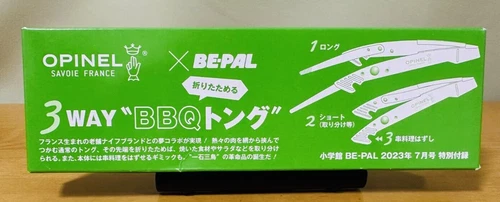 OPINEL
SAVOIE FRANCE
×
BE-PAL
折りたためる
3WAY“BBQトング”
フランス生まれの老舗ナイフブランドとの夢コラボが実現！ 熱々の肉を網から挟んで
つかむ通常のトング。その先端を折りたためば、焼いた食材やサラダなどを取り分け
られる。また、本体には串料理をはずせるギミックも。“一石三鳥”の革命品の誕生だ！
1 ロング
2 ショート
(取り分け等)
3 串料理はずし
小学館 BE-PAL 2023年 7月号 特別付録